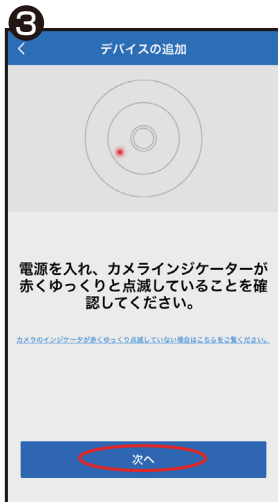 3
デバイスの追加
電源を入れ、カメラインジケーターが
赤くゆっくりと点滅していることを確
認してください。
カメラのインジケータが赤くゆっくり点滅していない場合はこちらをご覧ください。
次へ